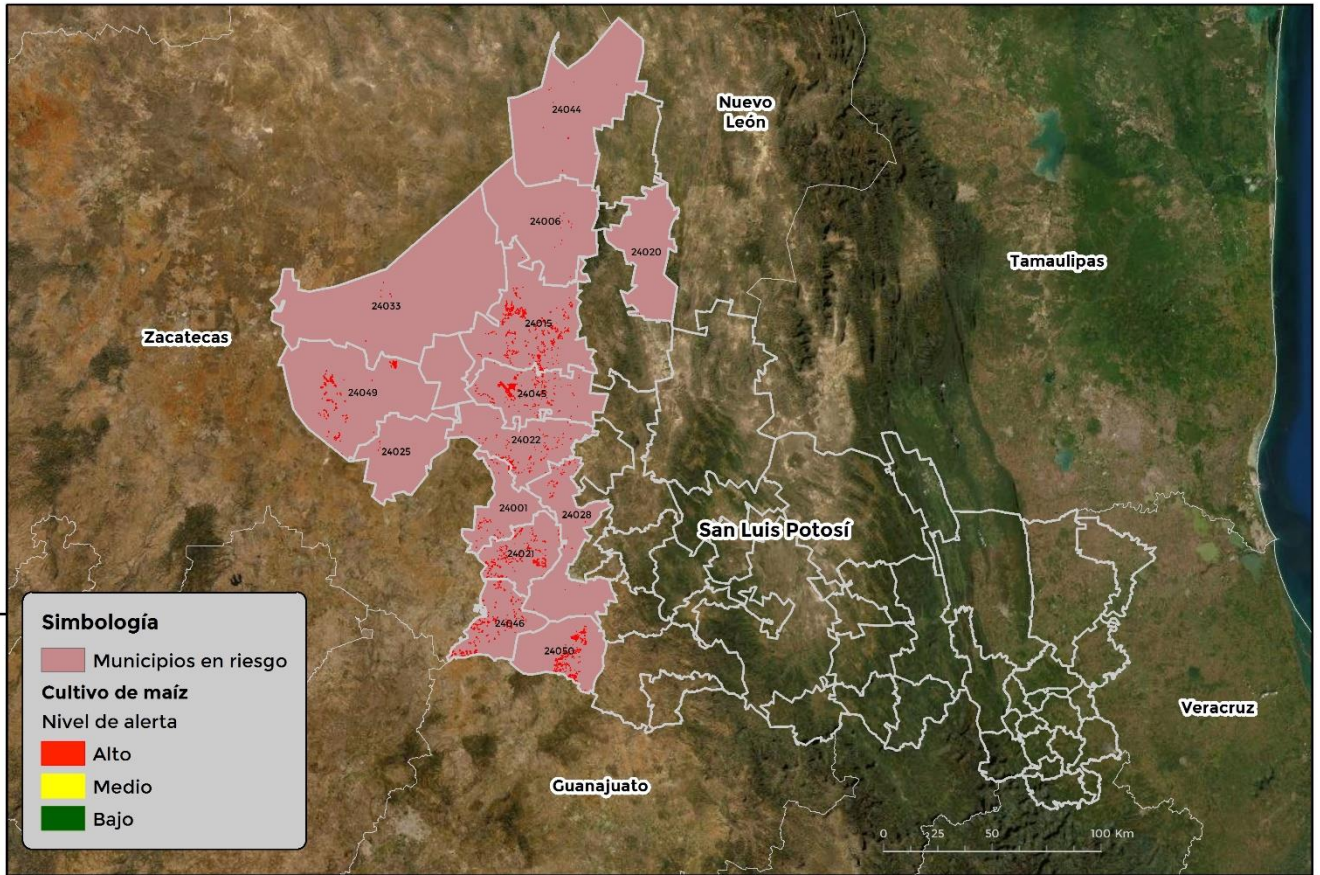 Nuevo
León
24044
24006
24020
Tamaulipas
24033
Zacatecas
24015
24049
24045
24022
24025
24001
24028
San Luis Potosí
24021
24046
24050
Veracruz
Guanajuato
Simbología
Municipios en riesgo
Cultivo de maíz
Nivel de alerta
Alto
Medio
Bajo
0 25 50 100 Km